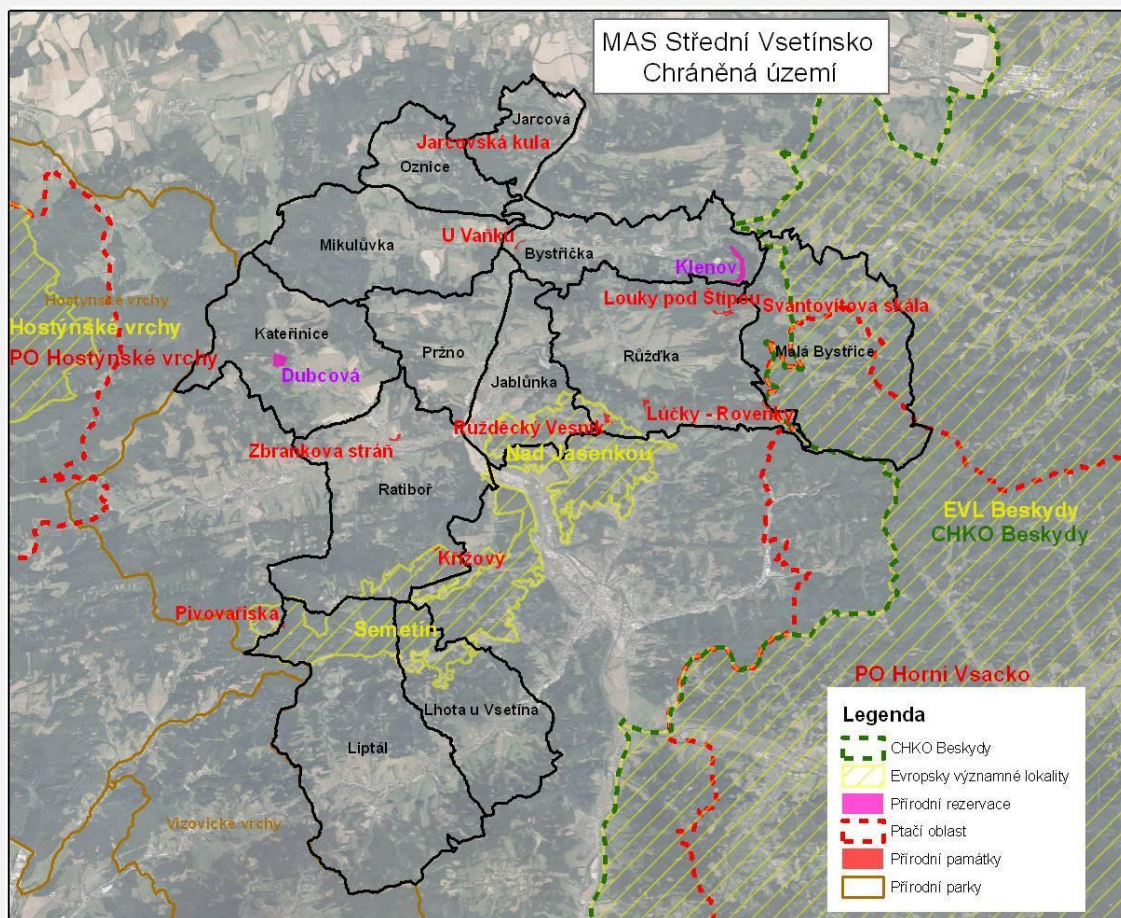 MAS Střední Vsetínsko
Chráněná území
Jarcová
Jarcovská kula
Oznice
U Vaňků
Mikulůvka
Bystřička
Klenov
Hostýnské vrchy
Louky pod Štípou
Svantovítova skála
Hostýnské vrchy
Kateřinice
PO Hostýnské vrchy
Pržno
Růžďka
Malá Bystřice
Dubcová
Jablůnka
Lúčky - Roveňky
Růžděcký Vesník
Zbrankova stráň
Nad Jasenkou
Ratiboř
EVL Beskydy
CHKO Beskydy
Křížový
Pivovařiska
Semetín
PO Horní Vsacko
Lhota u Vsetína
Liptál
Vizovické vrchy
Legenda
CHKO Beskydy
Evropsky významné lokality
Přírodní rezervace
Ptačí oblast
Přírodní památky
Přírodní parky